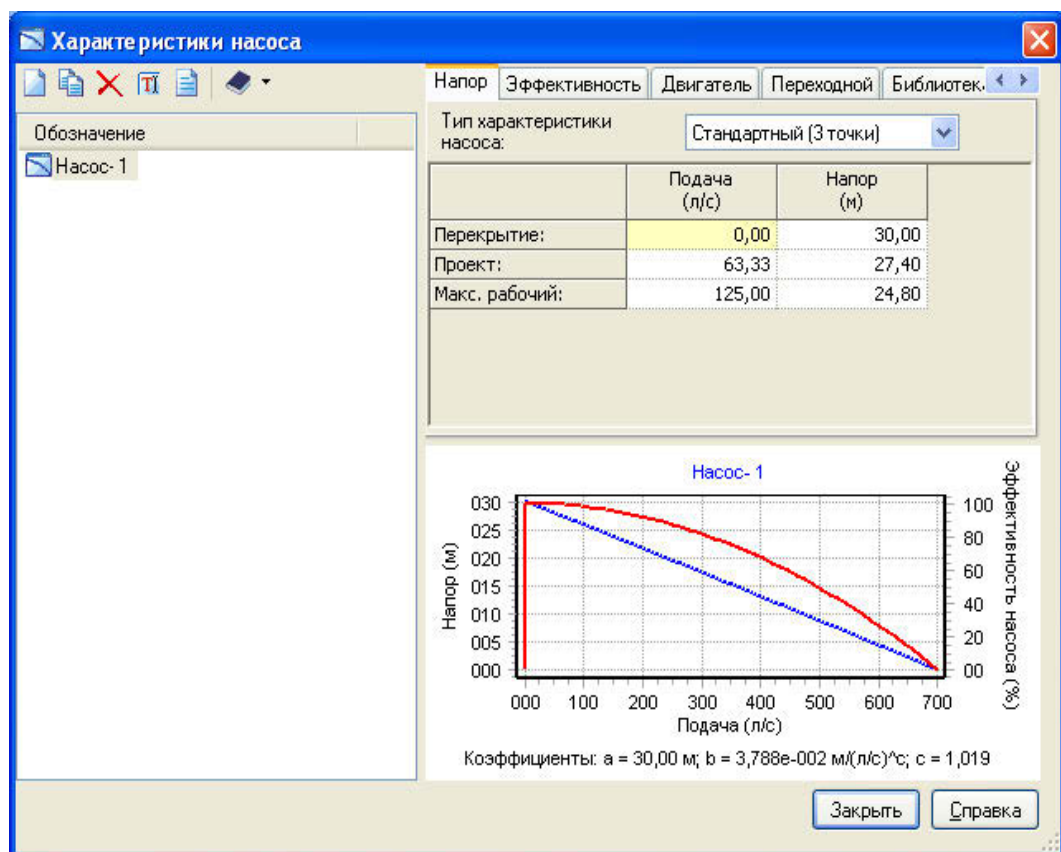 Характеристики насоса
Напор Эффективность Двигатель Переходной Библиотек.
Обозначение
Насос- 1
Тип характеристики
насоса:
Стандартный (3 точки)
Подача
(л/с)
Напор
(м)
Перекрытие: 0,00 30,00
Проект: 63,33 27,40
Макс. рабочий: 125,00 24,80
Насос- 1
Напор (м)
030
025
020
015
010
005
000
Эффективность насоса (%)
100
80
60
40
20
00
000 100 200 300 400 500 600 700
Подача (л/с)
Коэффициенты: a = 30,00 м; b = 3,788e-002 м/(л/с)^c; c = 1,019
Закрыть Справка